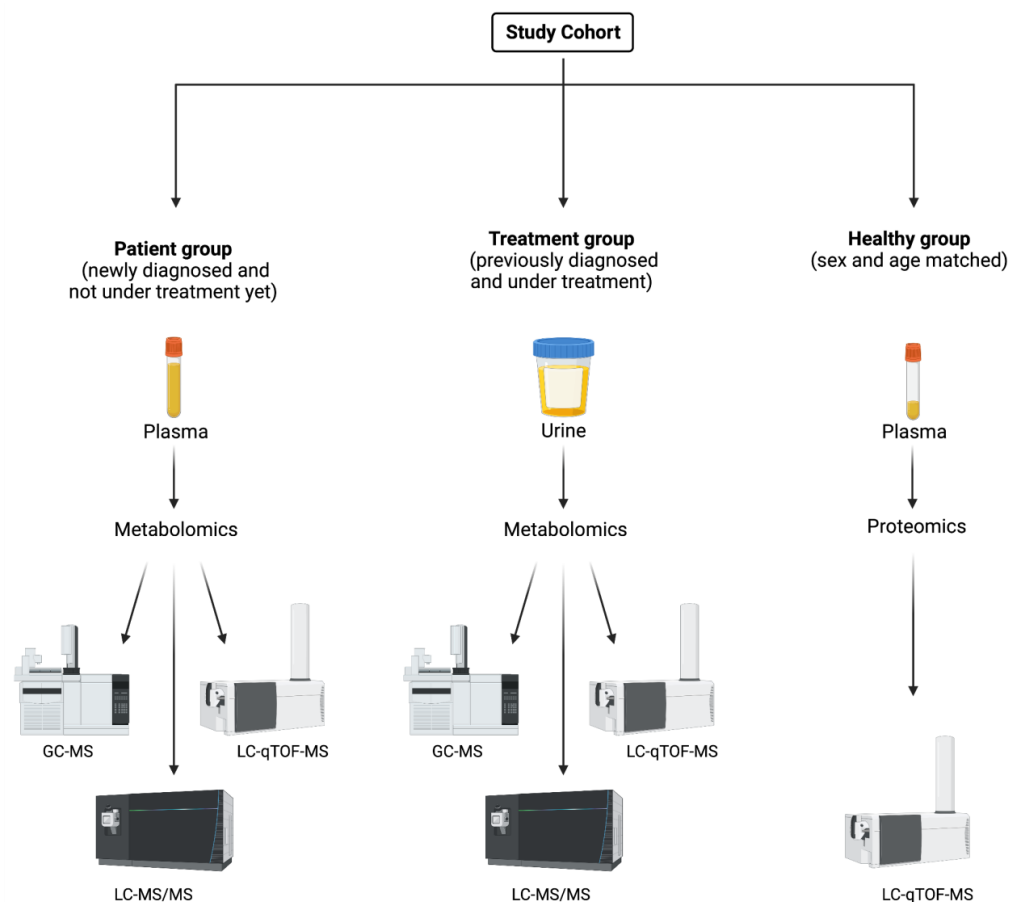 Study Cohort
Patient group
(newly diagnosed and
not under treatment yet)
Treatment group
(previously diagnosed
and under treatment)
Healthy group
(sex and age matched)
Plasma
Urine
Plasma
Metabolomics
Metabolomics
Proteomics
GC-MS
LC-qTOF-MS
GC-MS
LC-qTOF-MS
LC-MS/MS
LC-MS/MS
LC-qTOF-MS